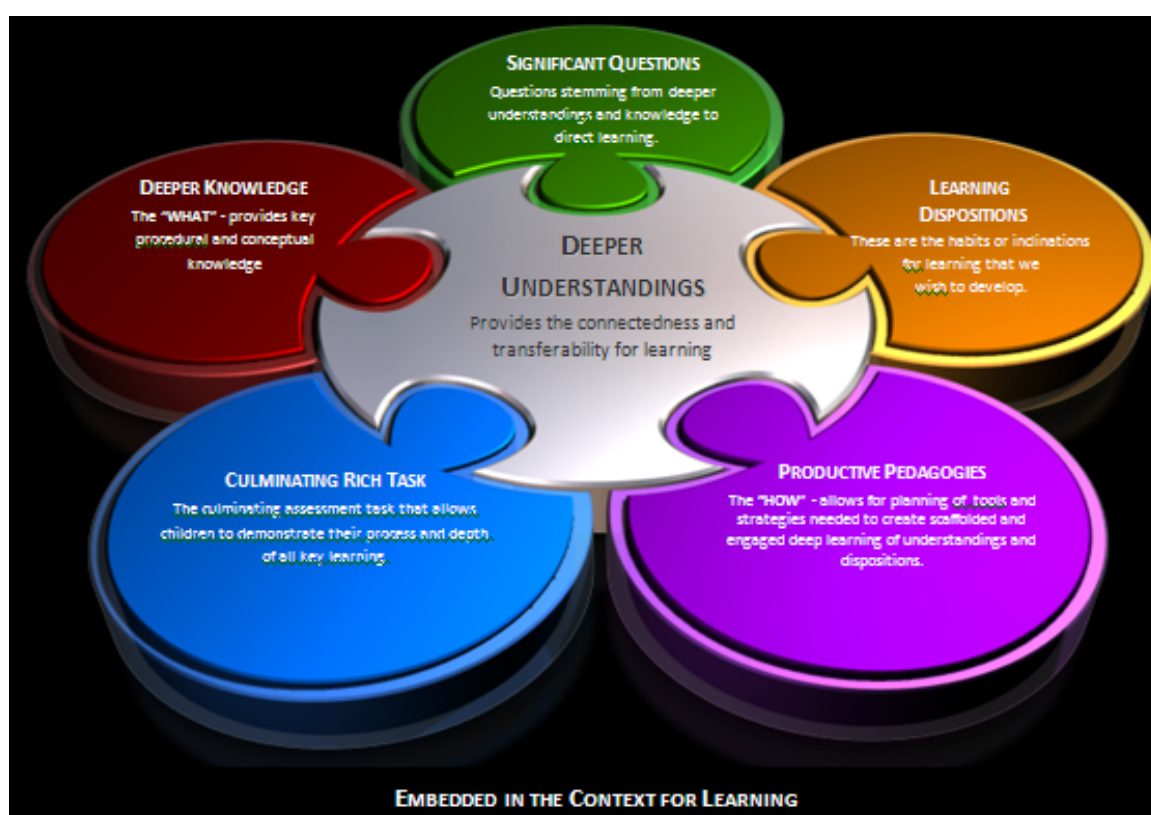 SIGNIFICANT QUESTIONS
Questions stemming from deeper
understandings and knowledge to
direct learning.
DEEPER KNOWLEDGE
The "WHAT" - provides key
procedural and conceptual
knowledge
LEARNING
DISPOSITIONS
These are the habits or inclinations
for learning that we
wish to develop.
DEEPER
UNDERSTANDINGS
Provides the connectedness and
transferability for learning
CULMINATING RICH TASK
The culminating assessment task that allows
children to demonstrate their process and depth
of all key learning.
PRODUCTIVE PEDAGOGIES
The "HOW" - allows for planning of tools and
strategies needed to create scaffolded and
engaged deep learning of understandings and
dispositions.
EMBEDDED IN THE CONTEXT FOR LEARNING